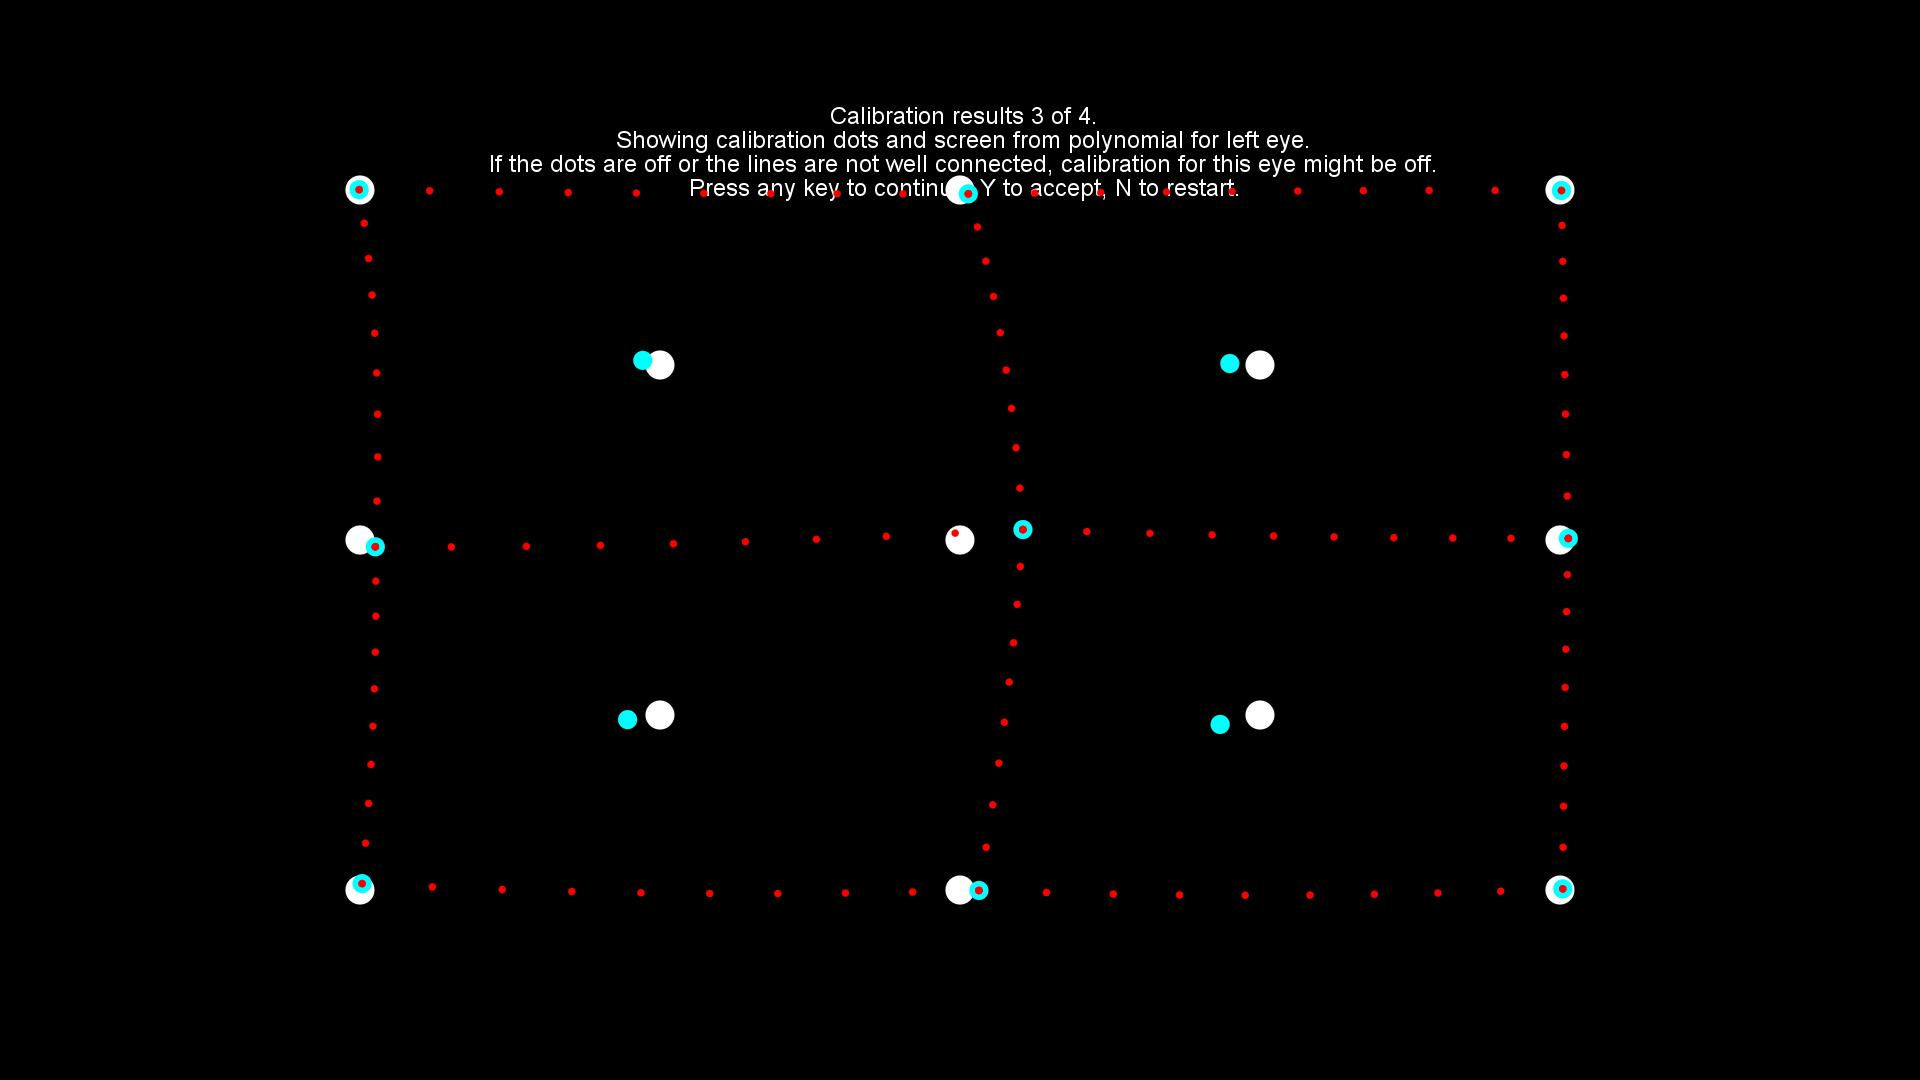 Calibration results 3 of 4.
Showing calibration dots and screen from polynomial for left eye.
If the dots are off or the lines are not well connected, calibration for this eye might be off.
Press any key to continue, Y to accept, N to restart.